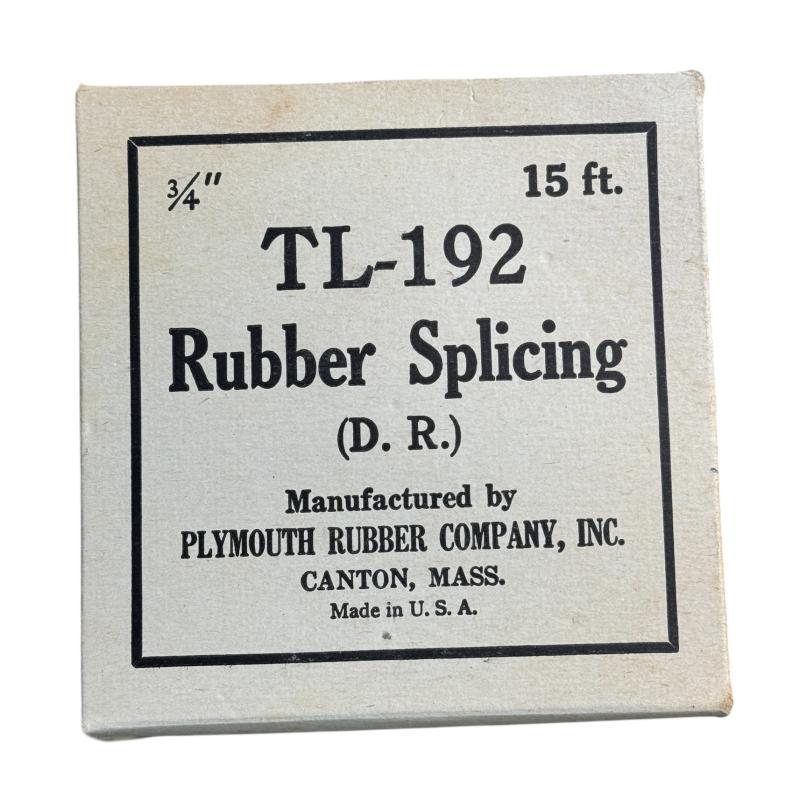 3/4" 15 ft.
TL-192
Rubber Splicing
(D. R.)
Manufactured by
PLYMOUTH RUBBER COMPANY, INC.
CANTON, MASS.
Made in U. S. A.